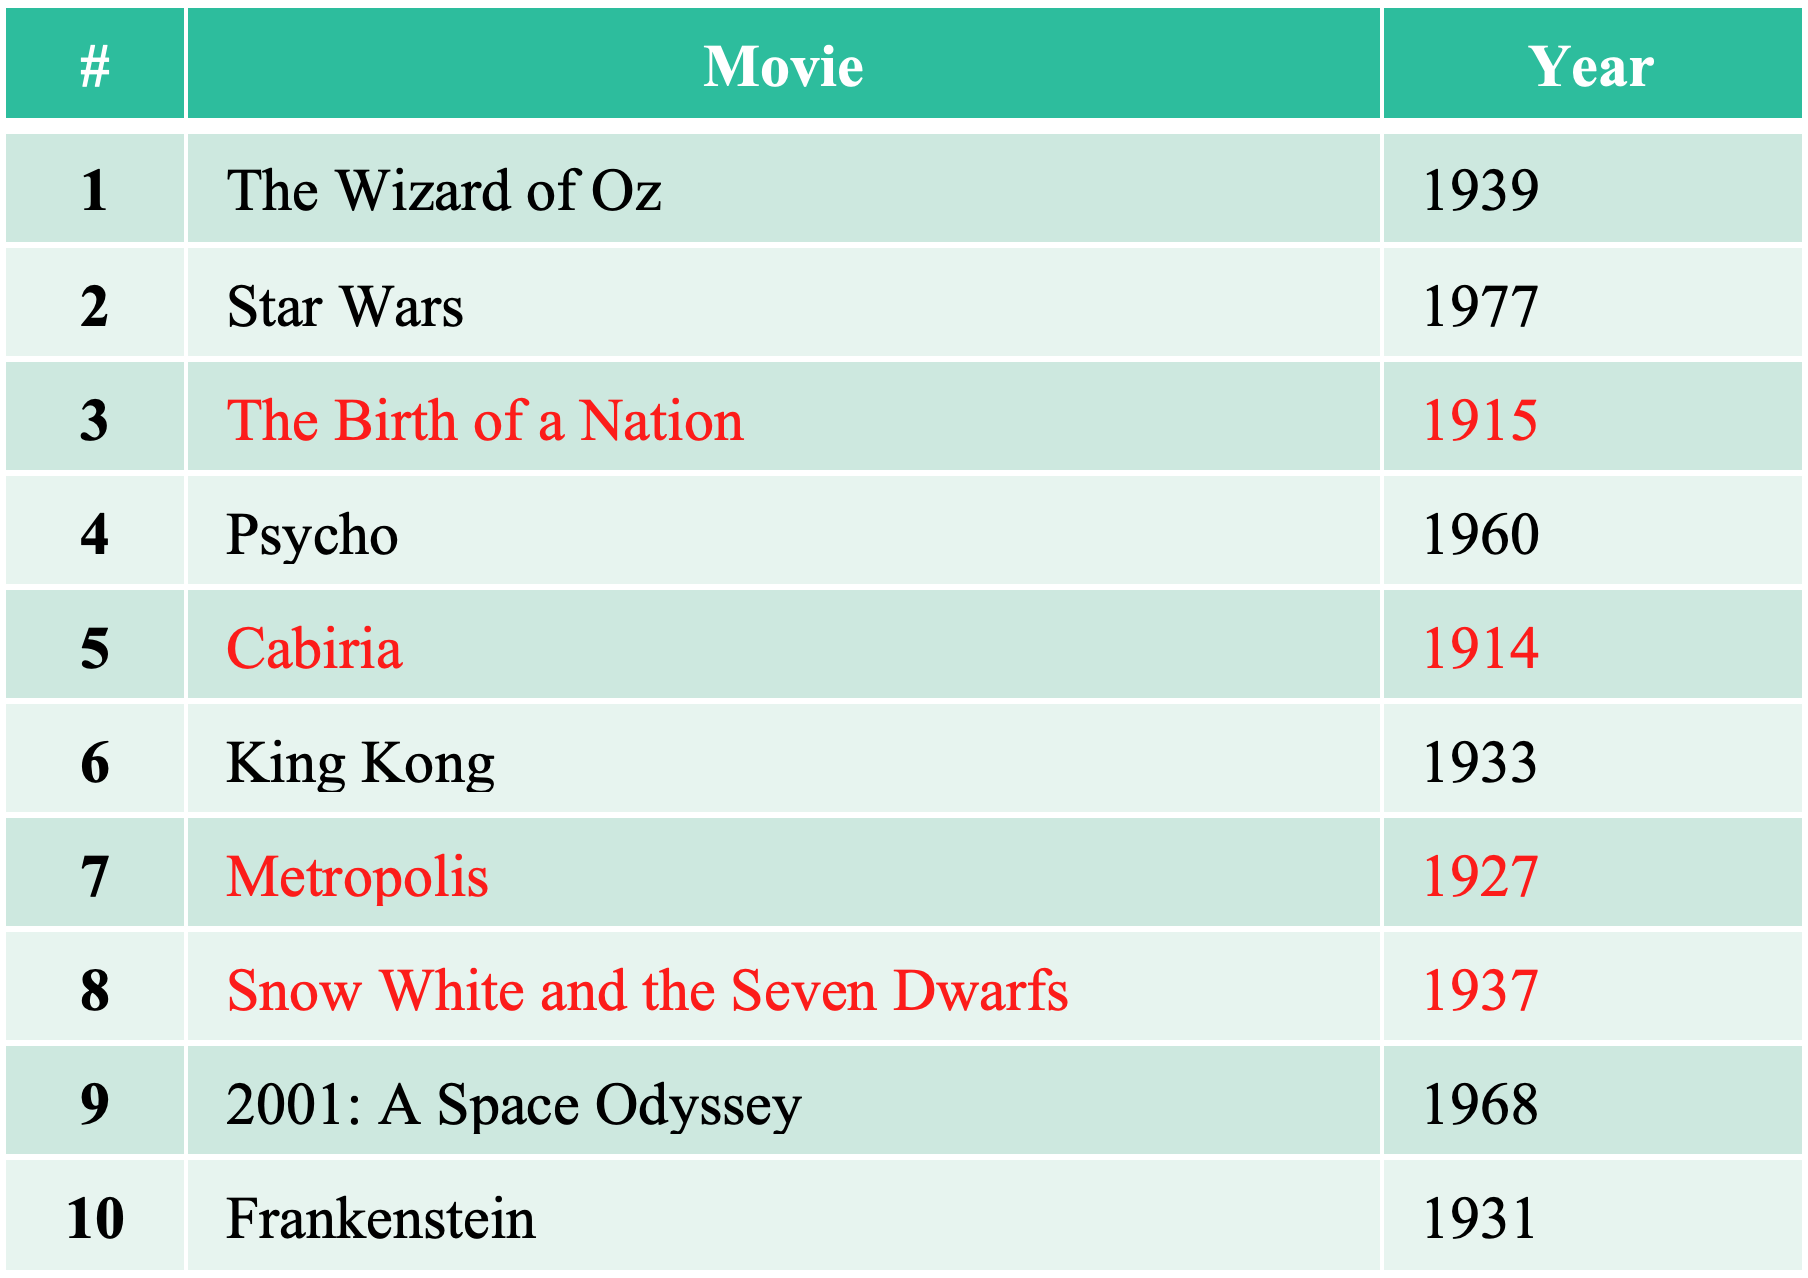 # Movie Year
1 The Wizard of Oz 1939
2 Star Wars 1977
3 The Birth of a Nation 1915
4 Psycho 1960
5 Cabiria 1914
6 King Kong 1933
7 Metropolis 1927
8 Snow White and the Seven Dwarfs 1937
9 2001: A Space Odyssey 1968
10 Frankenstein 1931